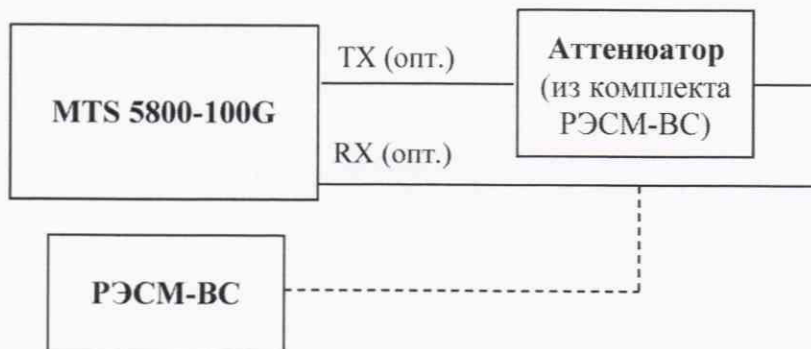 TX (опт.)
Аттенюатор
(из комплекта
РЭСМ-ВС)
MTS 5800-100G
RX (опт.)
РЭСМ-ВС